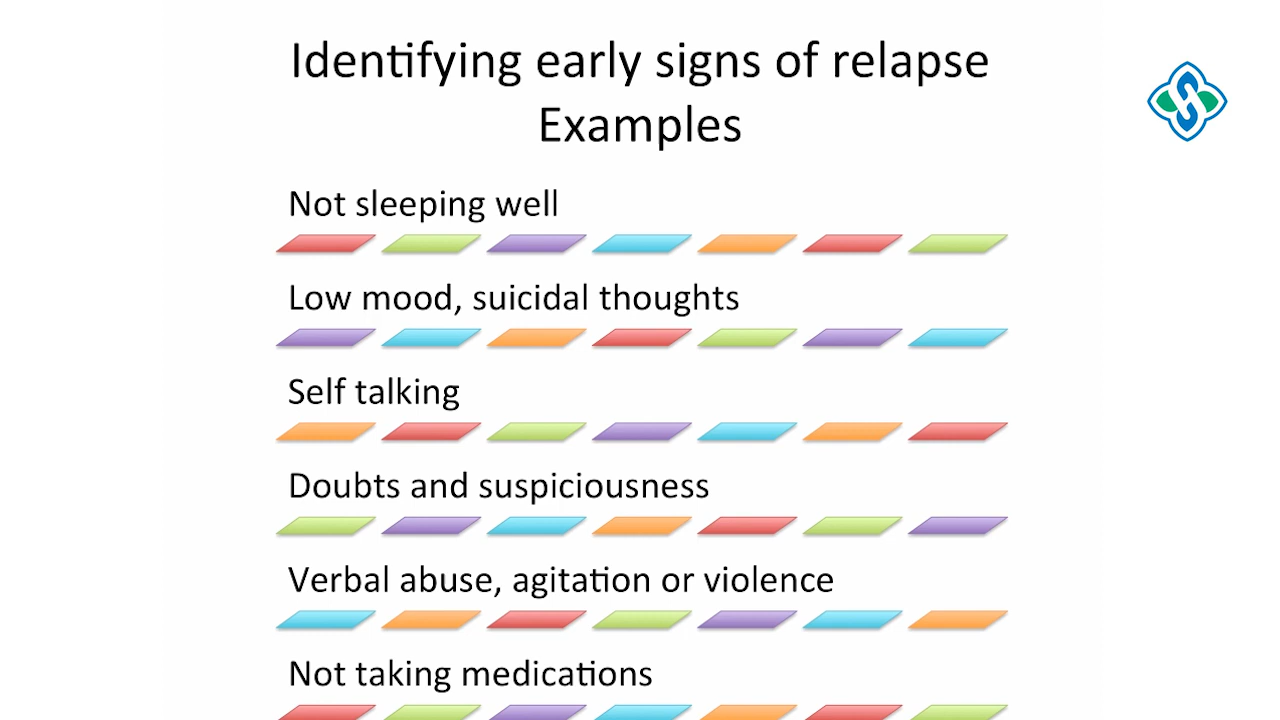 Identifying early signs of relapse
Examples
Not sleeping well
Low mood, suicidal thoughts
Self talking
Doubts and suspiciousness
Verbal abuse, agitation or violence
Not taking medications